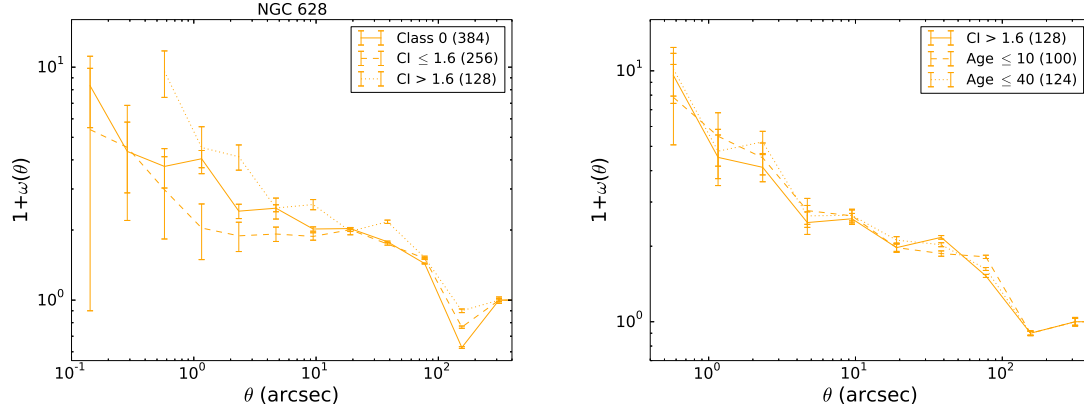 NGC 628
Class 0 (384)
CI ≤ 1.6 (256)
CI > 1.6 (128)
10¹
10⁰
1+ω(θ)
10⁻¹
10⁰
10¹
10²
θ (arcsec)
CI > 1.6 (128)
Age ≤ 10 (100)
Age ≤ 40 (124)
10¹
10⁰
1+ω(θ)
10⁰
10¹
10²
θ (arcsec)